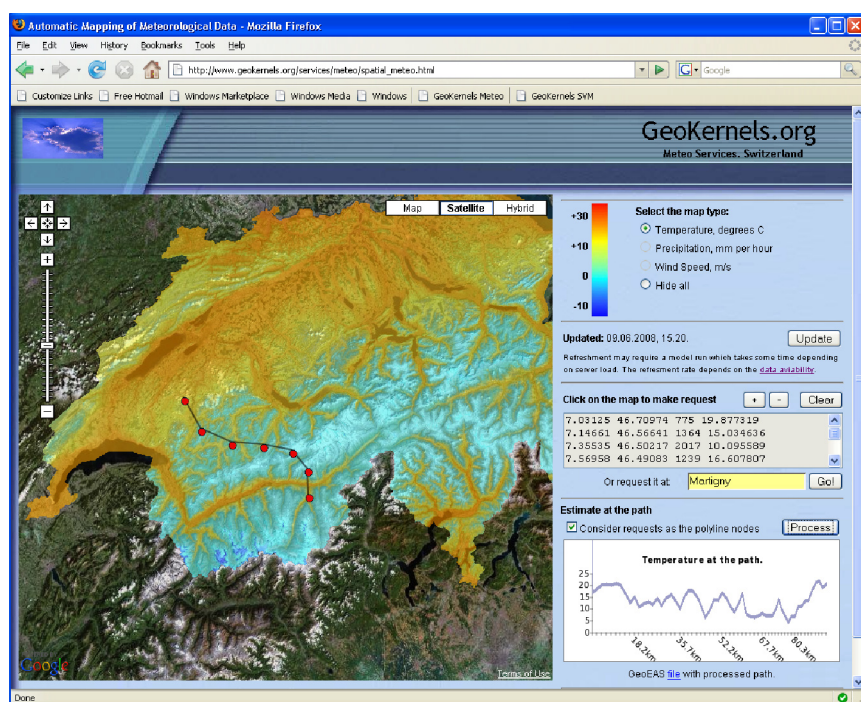 Automatic Mapping of Meteorological Data - Mozilla Firefox
File Edit View History Bookmarks Tools Help
http://www.geokernels.org/services/meteo/spatial_meteo.html
Google
Customize Links Free Hotmail Windows Marketplace Windows Media Windows GeoKernels Meteo GeoKernels SVM
GeoKernels.org
Meteo Services. Switzerland
Map Satellite Hybrid
+30
+10
0
-10
Select the map type:
Temperature, degrees C
Precipitation, mm per hour
Wind Speed, m/s
Hide all
Updated: 09.06.2008, 15.20.
Update
Refreshment may require a model run which takes some time depending
on server load. The refresment rate depends on the data aviability.
Click on the map to make request + - Clear
7.03125 46.70974 775 19.877319
7.14661 46.56641 1364 15.034636
7.35535 46.50217 2017 10.095589
7.56958 46.49083 1239 16.607807
Or request it at: Martigny Go!
Estimate at the path
Consider requests as the polyline nodes Process
Temperature at the path.
25
20
15
10
5
0
18.2km 35.7km 52.2km 67.7km 80.3km
GeoEAS file with processed path.
Google
Terms of Use
Done